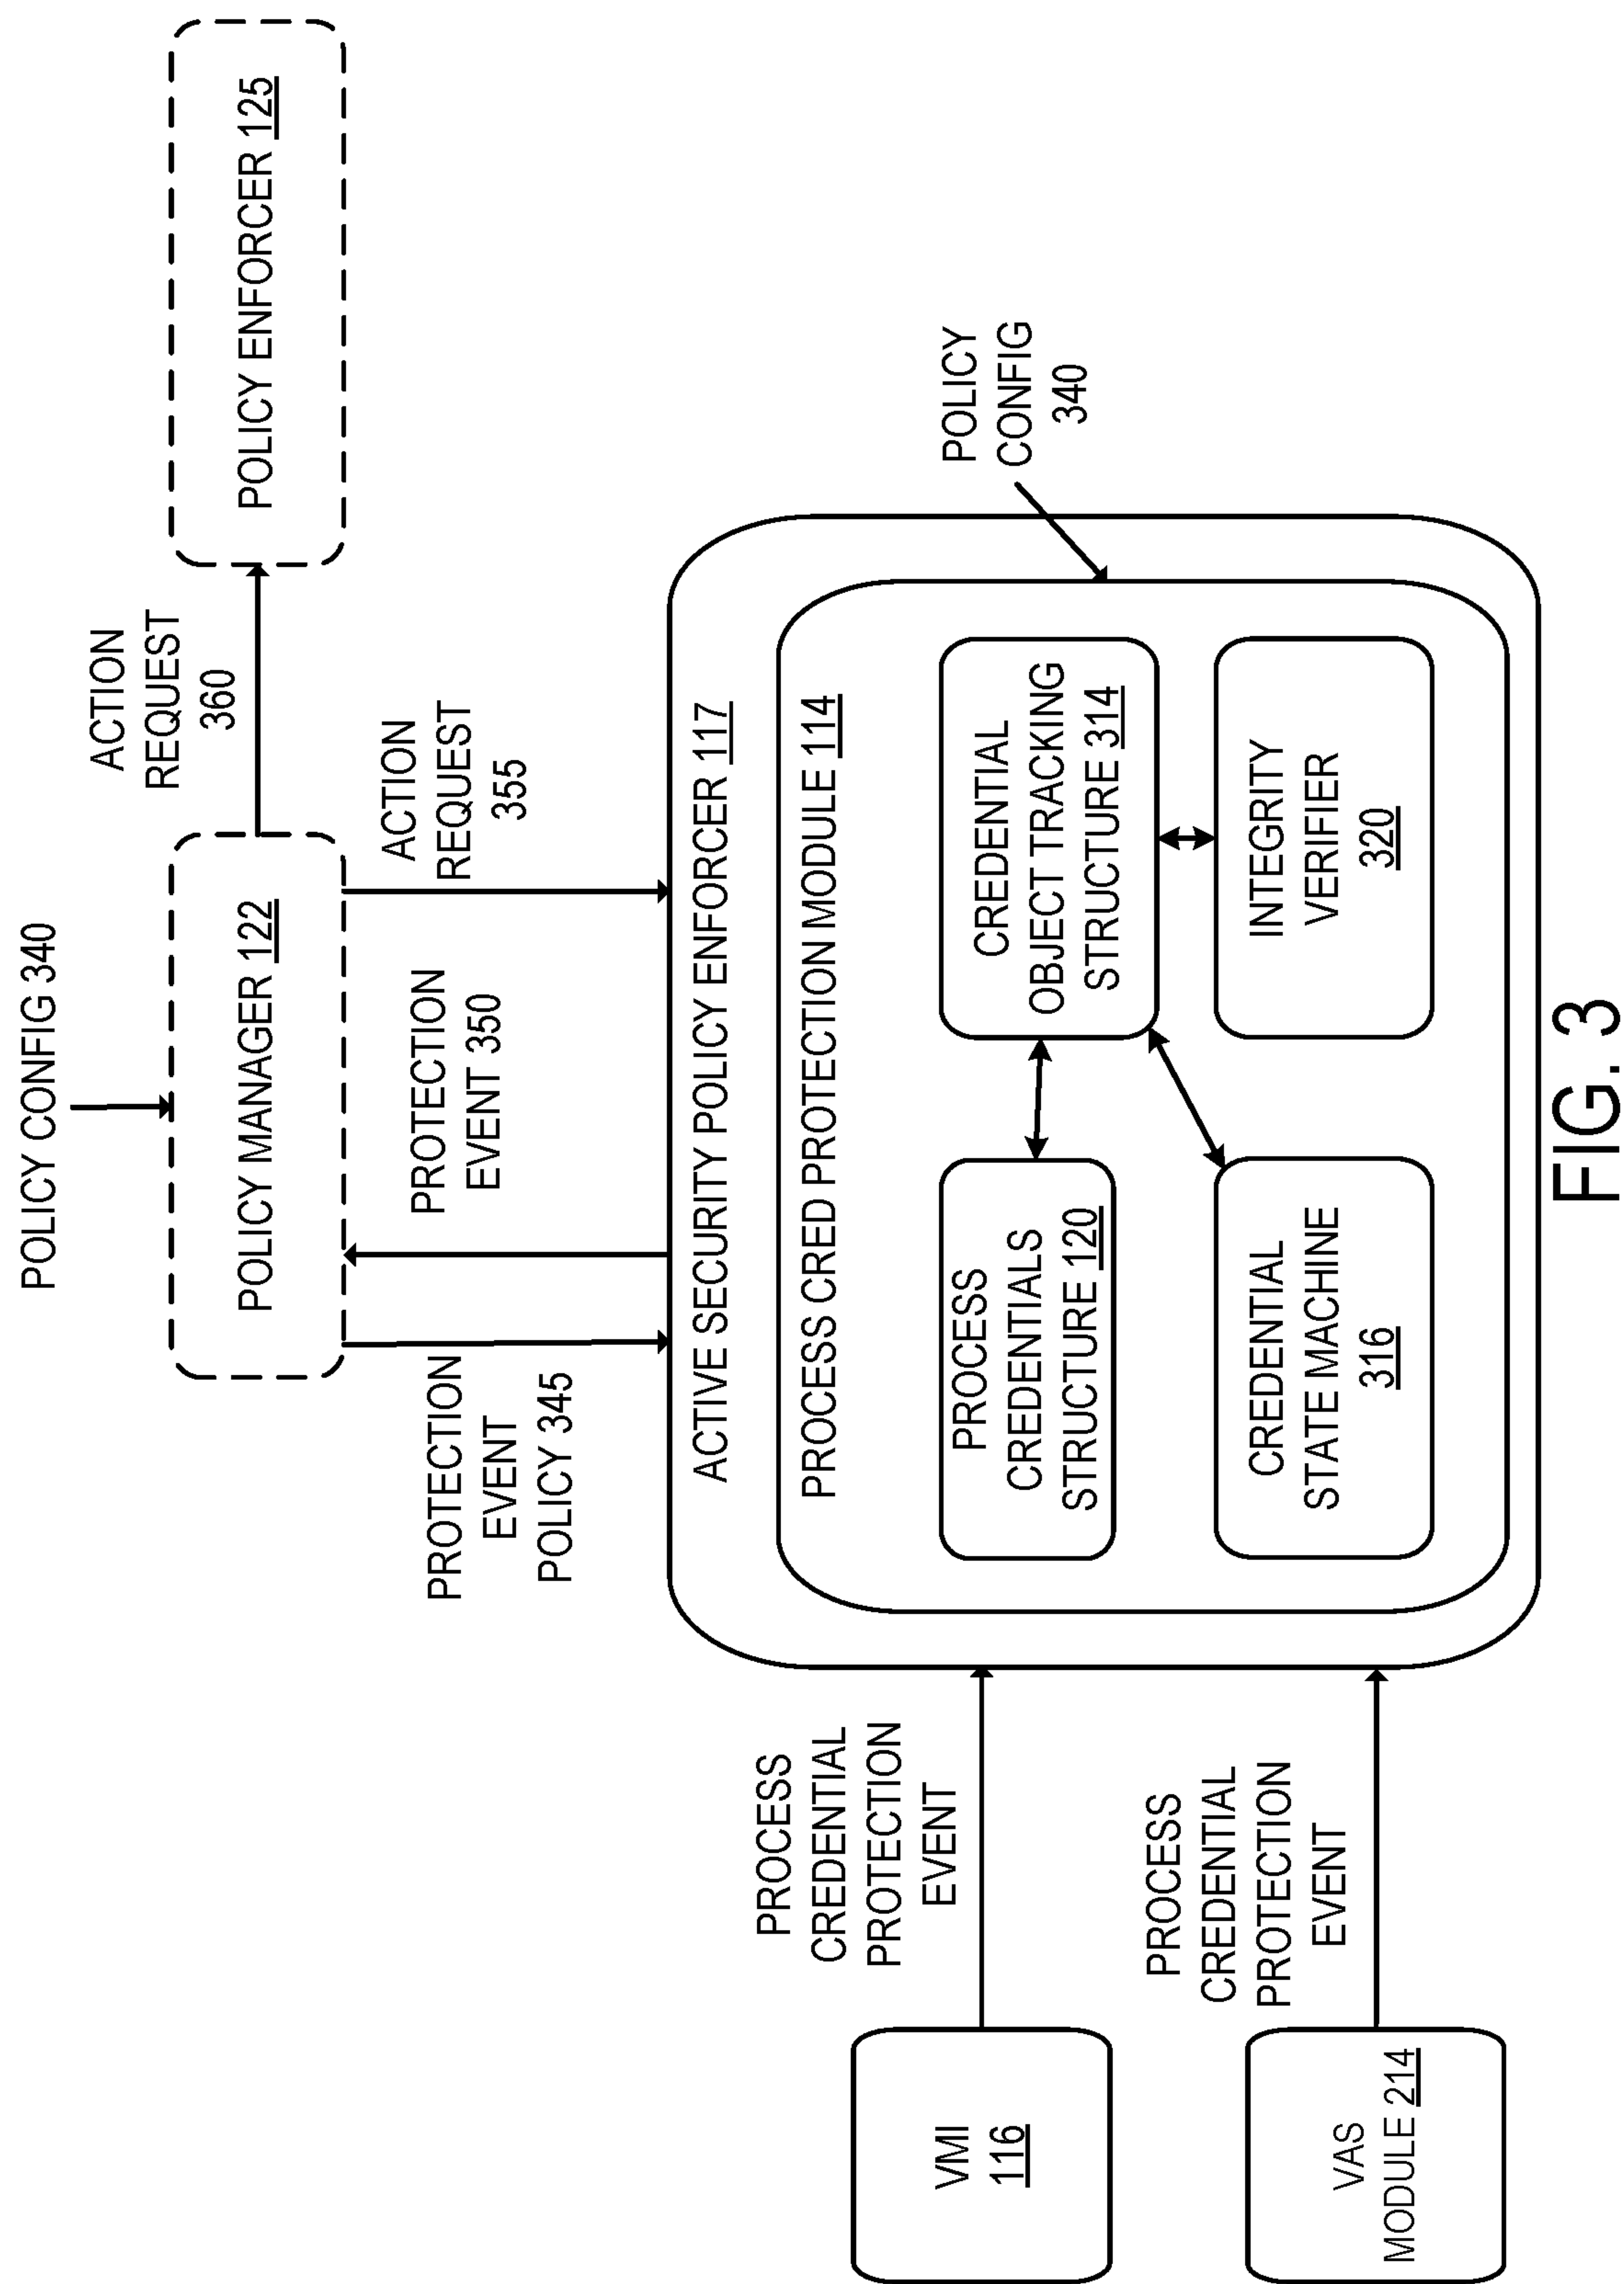 POLICY CONFIG 340
POLICY MANAGER 122
ACTION
REQUEST
360
POLICY ENFORCER 125
PROTECTION
EVENT
POLICY 345
PROTECTION
EVENT 350
ACTION
REQUEST
355
ACTIVE SECURITY POLICY ENFORCER 117
PROCESS CRED PROTECTION MODULE 114
PROCESS
CREDENTIALS
STRUCTURE 120
CREDENTIAL
OBJECT TRACKING
STRUCTURE 314
CREDENTIAL
STATE MACHINE
316
INTEGRITY
VERIFIER
320
POLICY
CONFIG
340
VMI
116
PROCESS
CREDENTIAL
PROTECTION
EVENT
VAS
MODULE 214
PROCESS
CREDENTIAL
PROTECTION
EVENT
FIG. 3